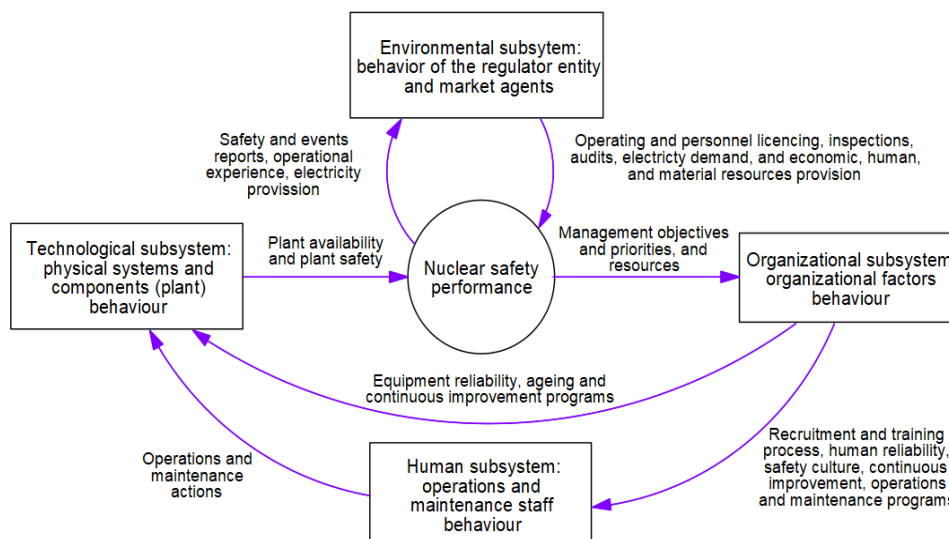 Environmental subsytem:
behavior of the regulator entity
and market agents
Safety and events
reports, operational
experience, electricity
provission
Operating and personnel licencing, inspections,
audits, electricity demand, and economic, human,
and material resources provision
Technological subsystem:
physical systems and
components (plant)
behaviour
Plant availability
and plant safety
Nuclear safety
performance
Management objectives
and priorities, and
resources
Organizational subsystem
organizational factors
behaviour
Equipment reliability, ageing and
continuous improvement programs
Operations and
maintenance
actions
Human subsystem:
operations and
maintenance staff
behaviour
Recruitment and training
process, human reliability,
safety culture, continuous
improvement, operations
and maintenance programs